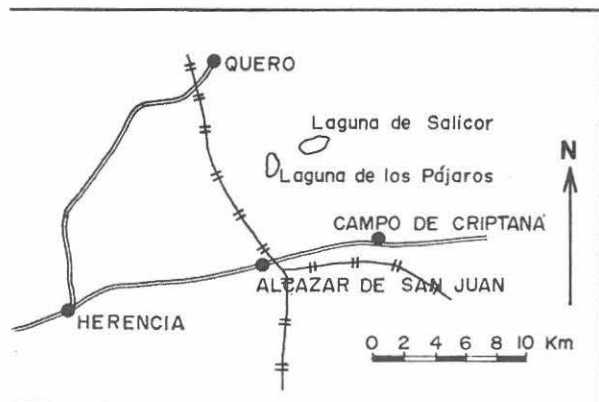 QUERO
Laguna de Salicor
N
Laguna de los Pájaros
CAMPO DE CRIPTANA
ALCAZAR DE SAN JUAN
HERENCIA
0 2 4 6 8 10 Km